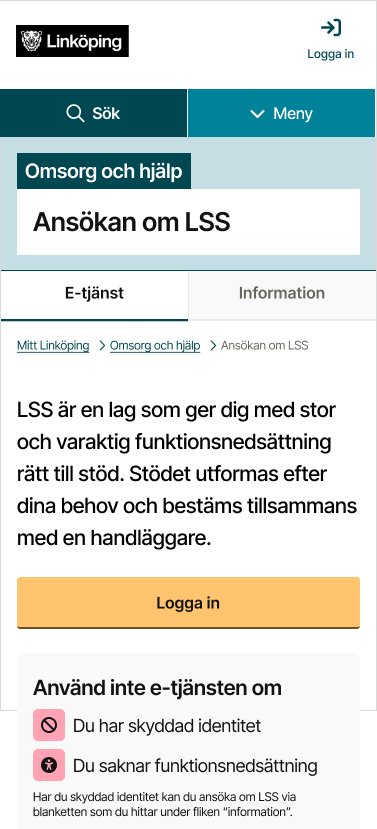 Linköping
Logga in
Sök
Meny
Omsorg och hjälp
Ansökan om LSS
E-tjänst
Information
Mitt Linköping > Omsorg och hjälp > Ansökan om LSS
LSS är en lag som ger dig med stor
och varaktig funktionsnedsättning
rätt till stöd. Stödet utformas efter
dina behov och bestäms tillsammans
med en handläggare.
Logga in
Använd inte e-tjänsten om
Du har skyddad identitet
Du saknar funktionsnedsättning
Har du skyddad identitet kan du ansöka om LSS via
blanketten som du hittar under fliken “information”.